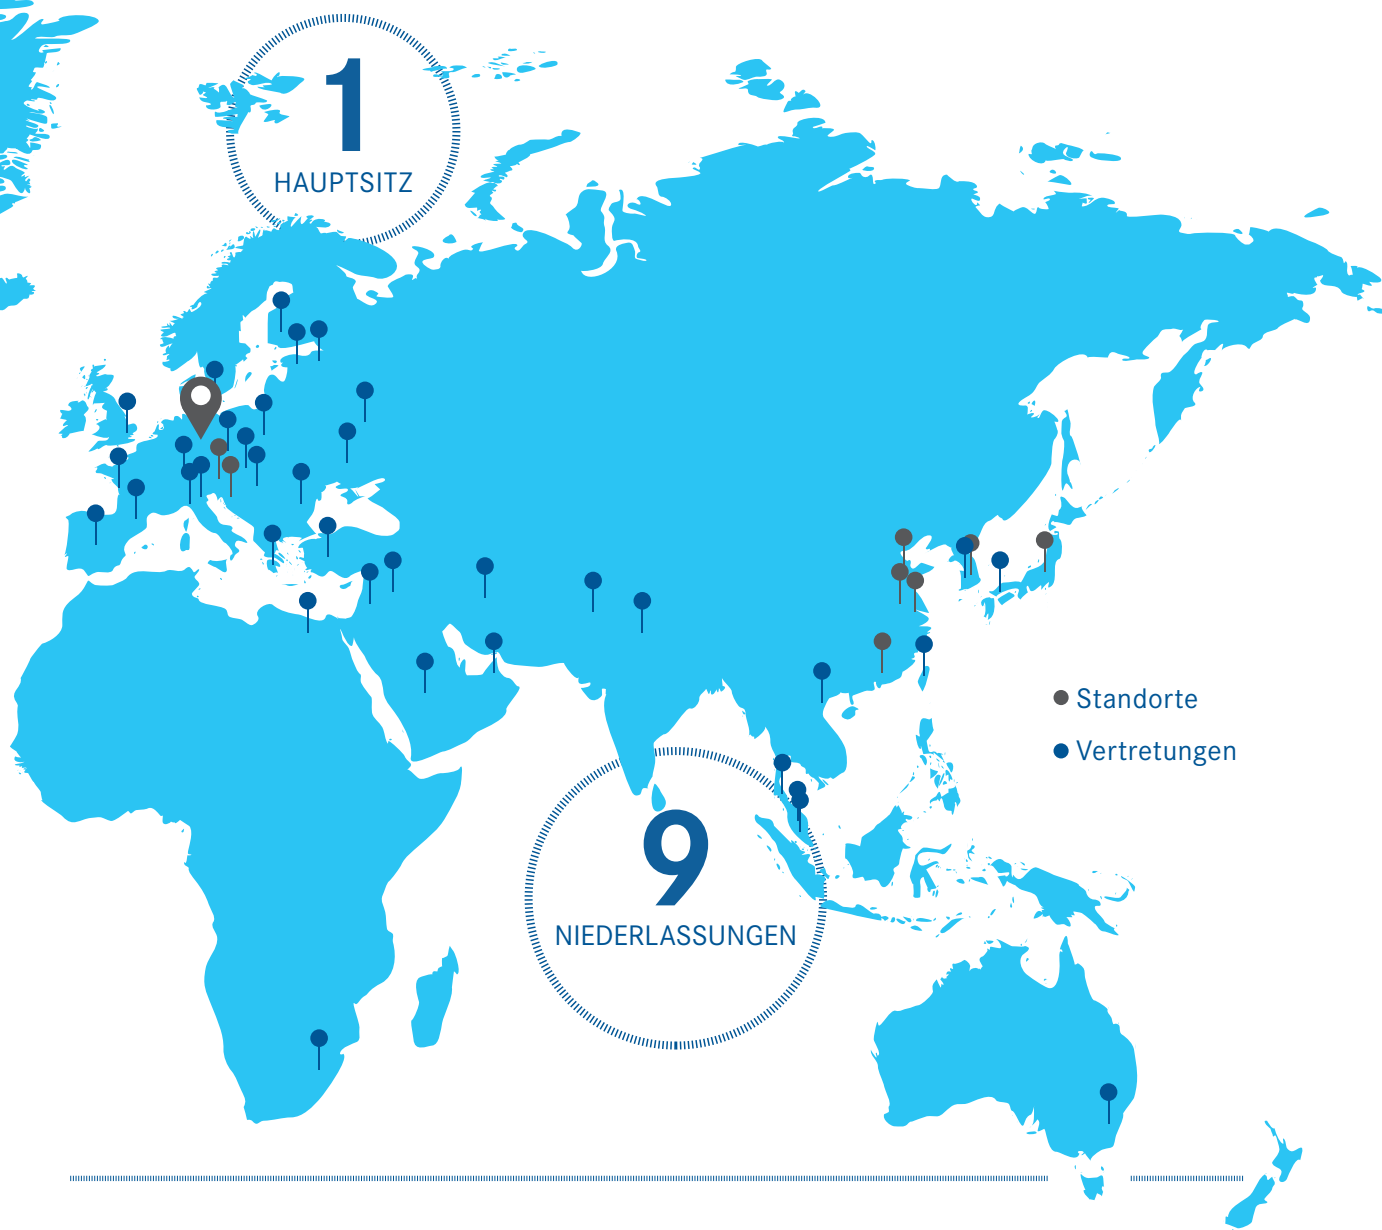 1
HAUPTSITZ
Standorte
Vertretungen
9
NIEDERLASSUNGEN